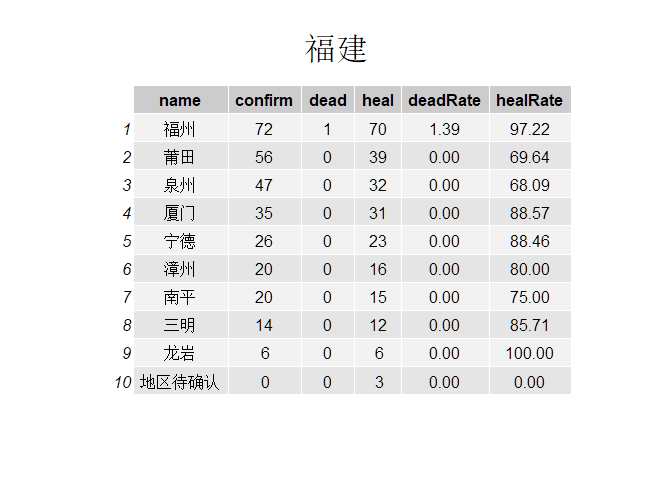 福建
name confirm dead heal deadRate healRate
1 福州 72 1 70 1.39 97.22
2 莆田 56 0 39 0.00 69.64
3 泉州 47 0 32 0.00 68.09
4 厦门 35 0 31 0.00 88.57
5 宁德 26 0 23 0.00 88.46
6 漳州 20 0 16 0.00 80.00
7 南平 20 0 15 0.00 75.00
8 三明 14 0 12 0.00 85.71
9 龙岩 6 0 6 0.00 100.00
10 地区待确认 0 0 3 0.00 0.00